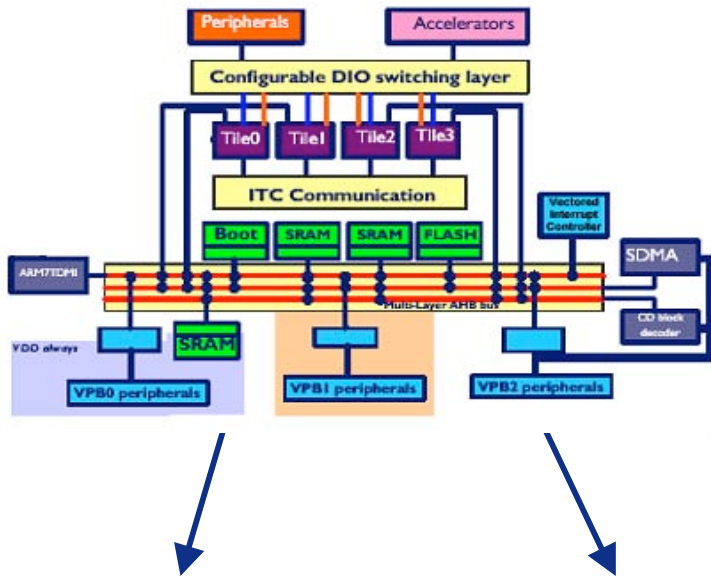 Peripherals
Accelerators
Configurable DIO switching layer
Tile0
Tile1
Tile2
Tile3
ITC Communication
Vectored
Interrupt
Controller
Boot
SRAM
SRAM
FLASH
SDMA
ARM7TDMI
Multi-Layer AHB bus
CD block
decoder
VDD always
SRAM
VPB0 peripherals
VPB1 peripherals
VPB2 peripherals